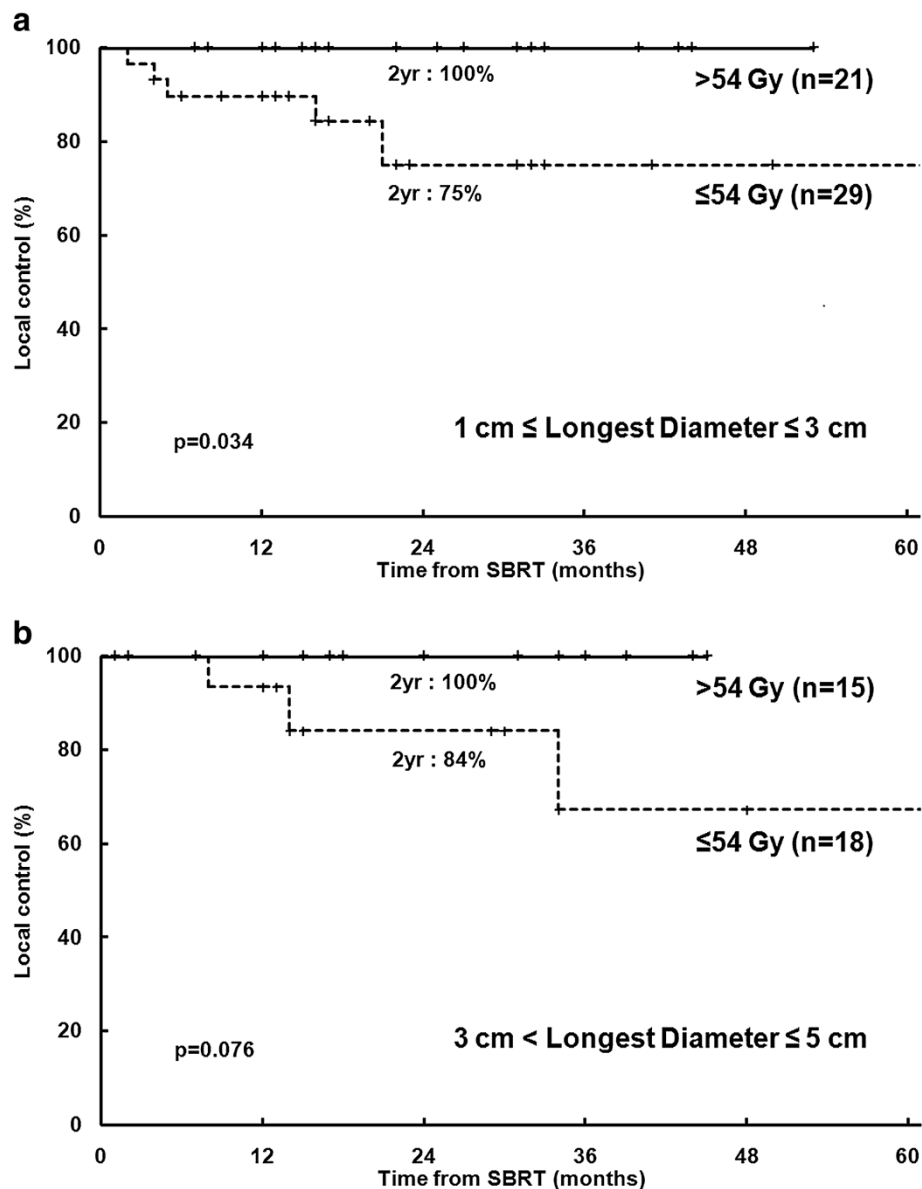 a
100
80
60
40
20
0
Local control (%)
2yr : 100%
>54 Gy (n=21)
2yr : 75%
≤54 Gy (n=29)
p=0.034
1 cm ≤ Longest Diameter ≤ 3 cm
0 12 24 36 48 60
Time from SBRT (months)
b
100
80
60
40
20
0
Local control (%)
2yr : 100%
>54 Gy (n=15)
2yr : 84%
≤54 Gy (n=18)
p=0.076
3 cm < Longest Diameter ≤ 5 cm
0 12 24 36 48 60
Time from SBRT (months)